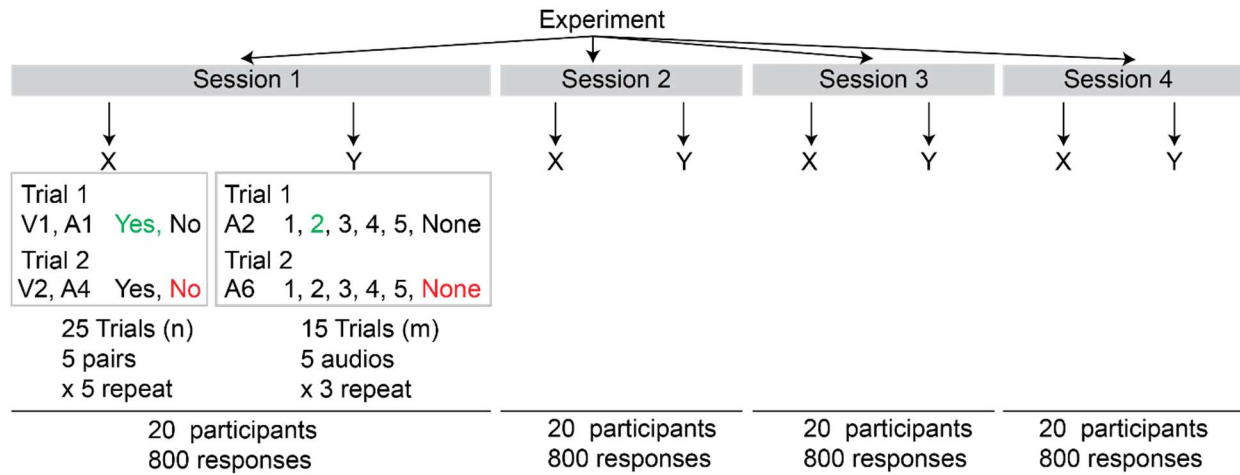 Experiment
Session 1
Session 2
Session 3
Session 4
X
Y
X
Y
X
Y
X
Y
Trial 1
V1, A1 Yes, No
Trial 2
V2, A4 Yes, No
25 Trials (n)
5 pairs
x 5 repeat
Trial 1
A2 1, 2, 3, 4, 5, None
Trial 2
A6 1, 2, 3, 4, 5, None
15 Trials (m)
5 audios
x 3 repeat
20 participants
800 responses
20 participants
800 responses
20 participants
800 responses
20 participants
800 responses